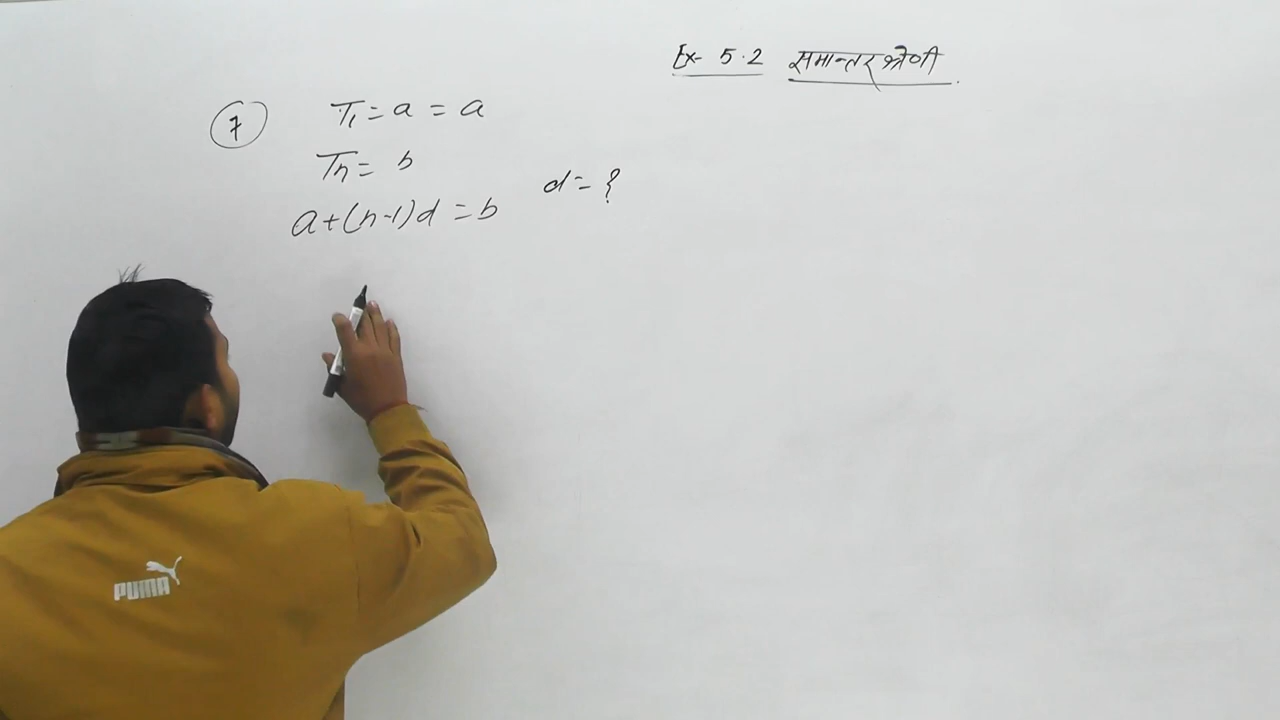 Ex- 5.2 समान्तर श्रेणी
7
T₁ = a = a
Tn = b
d = ?
a + (n-1)d = b
PUMA